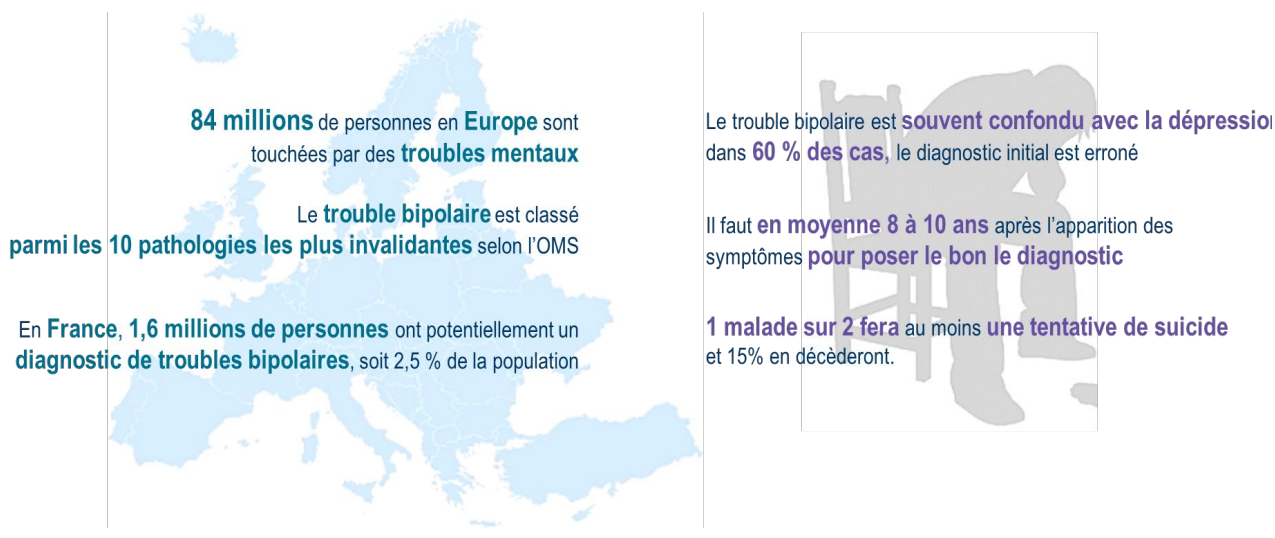 84 millions de personnes en Europe sont
touchées par des troubles mentaux
Le trouble bipolaire est classé
parmi les 10 pathologies les plus invalidantes selon l'OMS
En France, 1,6 millions de personnes ont potentiellement un
diagnostic de troubles bipolaires, soit 2,5 % de la population
Le trouble bipolaire est souvent confondu avec la dépression
dans 60 % des cas, le diagnostic initial est erroné
Il faut en moyenne 8 à 10 ans après l'apparition des
symptômes pour poser le bon le diagnostic
1 malade sur 2 fera au moins une tentative de suicide
et 15% en décèderont.